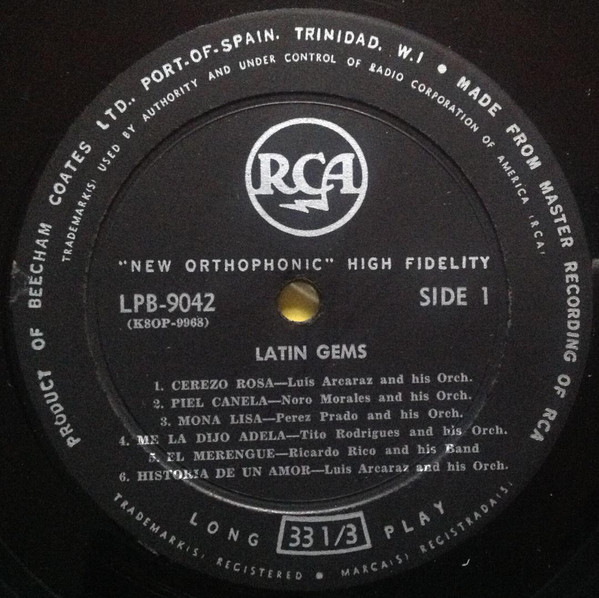 PRODUCT OF BEECHAM COATES LTD., PORT-OF-SPAIN, TRINIDAD, W.I • MADE FROM MASTER RECORDING OF RCA
TRADEMARK(S) USED BY AUTHORITY AND UNDER CONTROL OF RADIO CORPORATION OF AMERICA (RCA)
RCA
"NEW ORTHOPHONIC" HIGH FIDELITY
LPB-9042
SIDE 1
(K8OP-9968)
LATIN GEMS
1. CEREZO ROSA—Luis Arcaraz and his Orch.
2. PIEL CANELA—Noro Morales and his Orch.
3. MONA LISA—Perez Prado and his Orch.
4. ME LA DIJO ADELA—Tito Rodrigues and his Orch.
5. EL MERENGUE—Ricardo Rico and his Band
6. HISTORIA DE UN AMOR—Luis Arcaraz and his Orch.
LONG 33 1/3 PLAY
TRADEMARK(S) REGISTERED • MARCA(S) REGISTRADA(S)